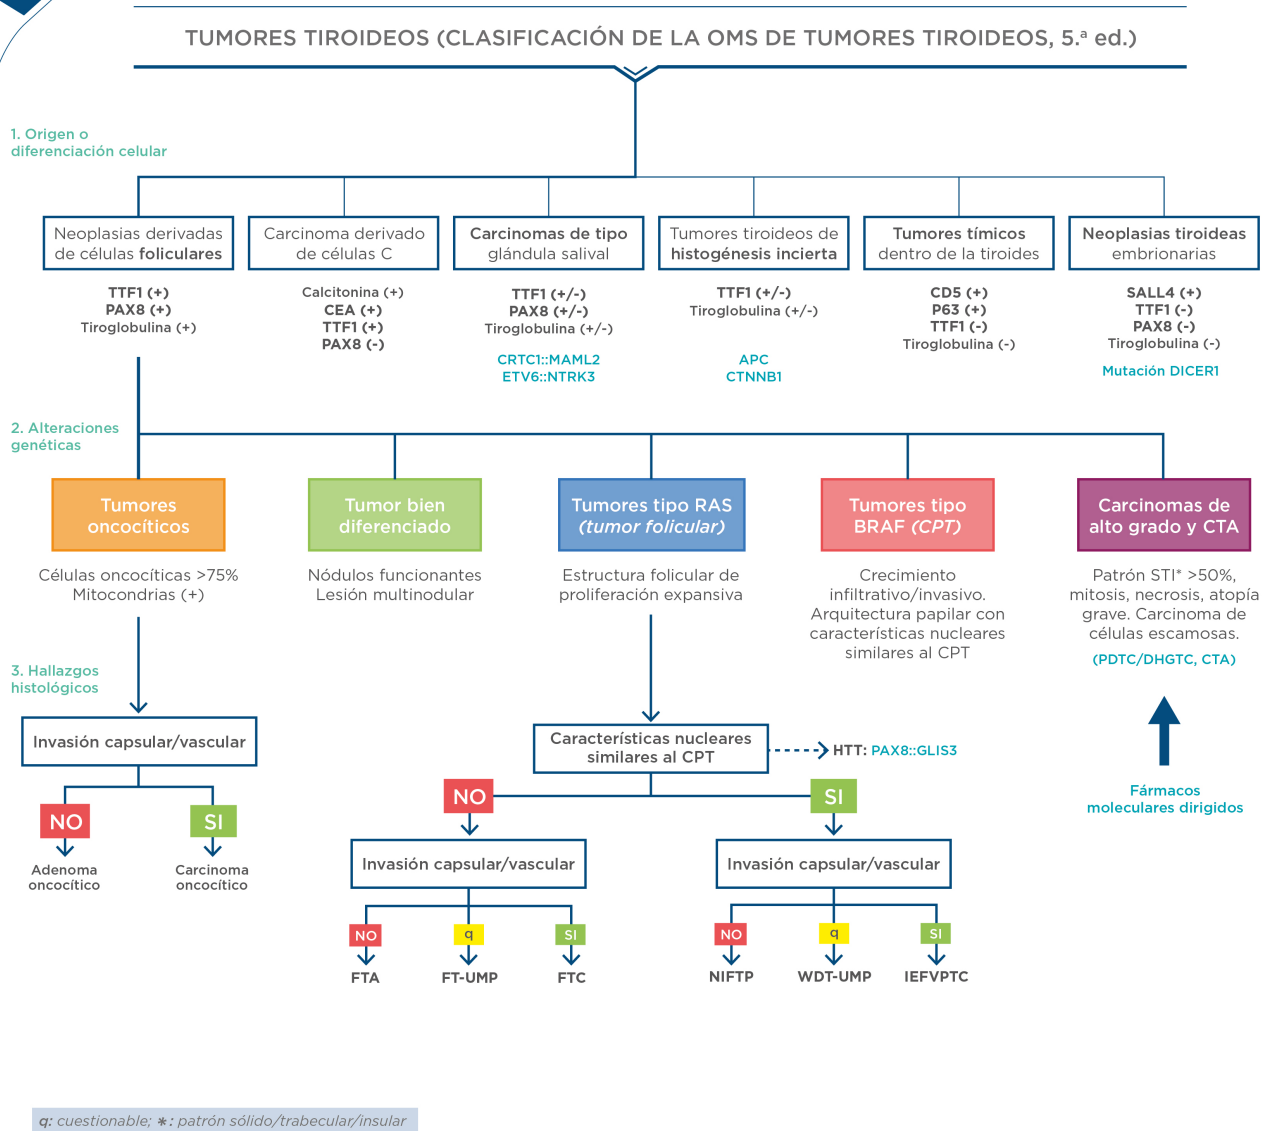 TUMORES TIROIDEOS (CLASIFICACIÓN DE LA OMS DE TUMORES TIROIDEOS, 5.ª ed.)
1. Origen o
diferenciación celular
Neoplasias derivadas
de células foliculares
TTF1 (+)
PAX8 (+)
Tiroglobulina (+)
Carcinoma derivado
de células C
Calcitonina (+)
CEA (+)
TTF1 (+)
PAX8 (-)
Carcinomas de tipo
glándula salival
TTF1 (+/-)
PAX8 (+/-)
Tiroglobulina (+/-)
CRTC1::MAML2
ETV6::NTRK3
Tumores tiroideos de
histogénesis incierta
TTF1 (+/-)
Tiroglobulina (+/-)
APC
CTNNB1
Tumores tímicos
dentro de la tiroides
CD5 (+)
P63 (+)
TTF1 (-)
Tiroglobulina (-)
Neoplasias tiroideas
embrionarias
SALL4 (+)
TTF1 (-)
PAX8 (-)
Tiroglobulina (-)
Mutación DICER1
2. Alteraciones
genéticas
Tumores
oncocíticos
Células oncocíticas >75%
Mitocondrias (+)
Tumor bien
diferenciado
Nódulos funcionantes
Lesión multinodular
Tumores tipo RAS
(tumor folicular)
Estructura folicular de
proliferación expansiva
Tumores tipo
BRAF (CPT)
Crecimiento
infiltrativo/invasivo.
Arquitectura papilar con
características nucleares
similares al CPT
Carcinomas de
alto grado y CTA
Patrón STI* >50%,
mitosis, necrosis, atopía
grave. Carcinoma de
células escamosas.
(PDTC/DHGTC, CTA)
Fármacos
moleculares dirigidos
3. Hallazgos
histológicos
Invasión capsular/vascular
NO
SI
Adenoma
oncocítico
Carcinoma
oncocítico
Características nucleares
similares al CPT
HTT: PAX8::GLIS3
NO
SI
Invasión capsular/vascular
NO
q
SI
FTA
FT-UMP
FTC
Invasión capsular/vascular
NO
q
SI
NIFTP
WDT-UMP
IEFVPTC
q: cuestionable; *: patrón sólido/trabecular/insular